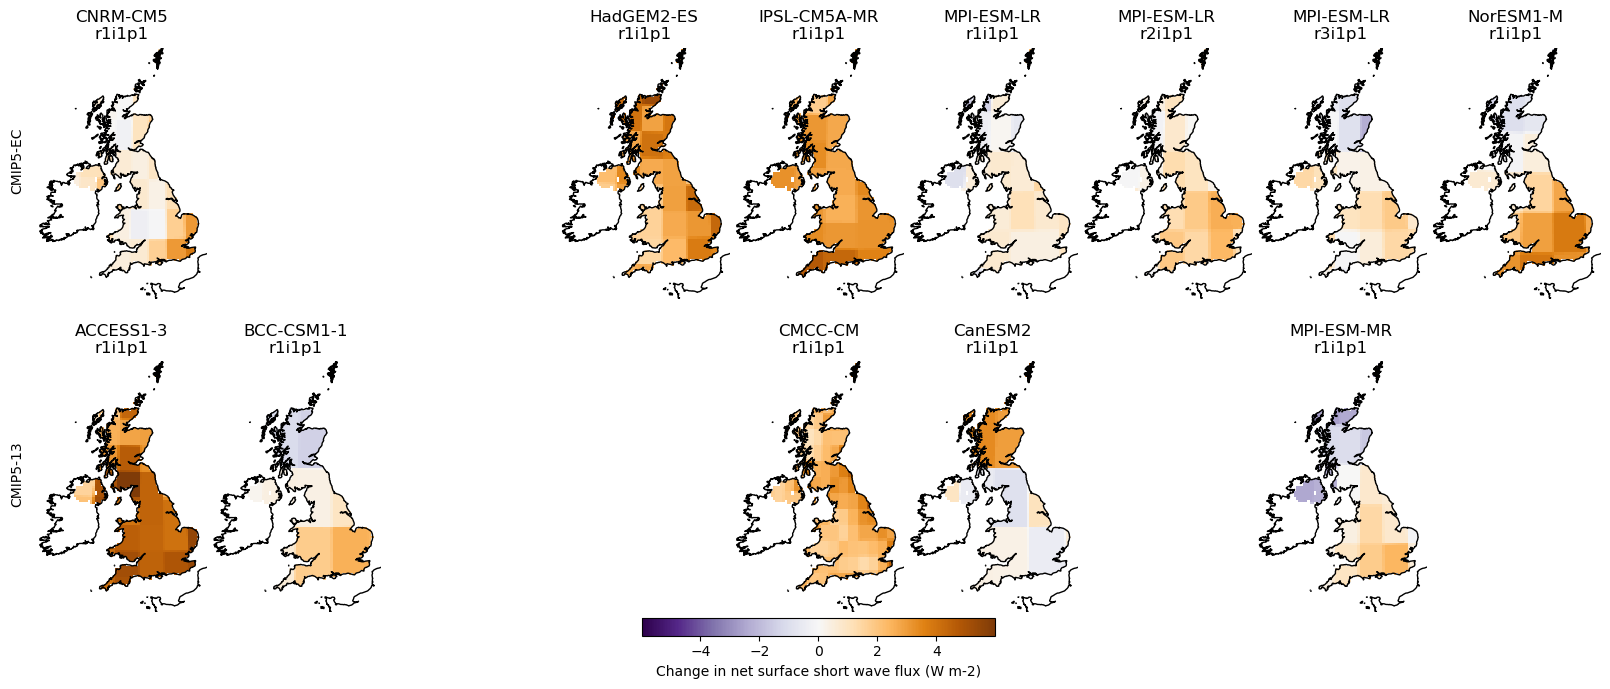 CNRM-CM5
r1i1p1
HadGEM2-ES
r1i1p1
IPSL-CM5A-MR
r1i1p1
MPI-ESM-LR
r1i1p1
MPI-ESM-LR
r2i1p1
MPI-ESM-LR
r3i1p1
NorESM1-M
r1i1p1
CMIP5-EC
ACCESS1-3
r1i1p1
BCC-CSM1-1
r1i1p1
CMCC-CM
r1i1p1
CanESM2
r1i1p1
MPI-ESM-MR
r1i1p1
CMIP5-13
−4 −2 0 2 4
Change in net surface short wave flux (W m-2)